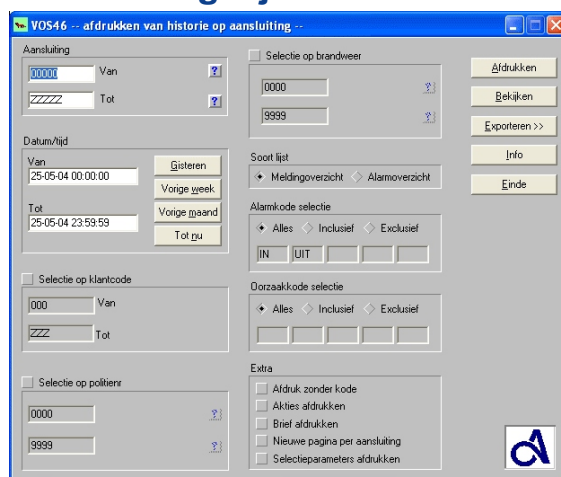 VOS46 -- afdrukken van historie op aansluiting --
Aansluiting
00000 Van ?
ZZZZZ Tot ?
Datum/tijd
Van
25-05-04 00:00:00
Tot
25-05-04 23:59:59
Gisteren
Vorige week
Vorige maand
Tot nu
Selectie op klantcode
000 Van
ZZZ Tot
Selectie op politienr
0000 ?
9999 ?
Selectie op brandweer
0000 ?
9999 ?
Soort lijst
Meldingoverzicht Alarmoverzicht
Alarmkode selectie
Alles Inclusief Exclusief
IN UIT
Oorzaakkode selectie
Alles Inclusief Exclusief
Extra
Afdruk zonder kode
Akties afdrukken
Brief afdrukken
Nieuwe pagina per aansluiting
Selectieparameters afdrukken
Afdrukken
Bekijken
Exporteren >>
Info
Einde